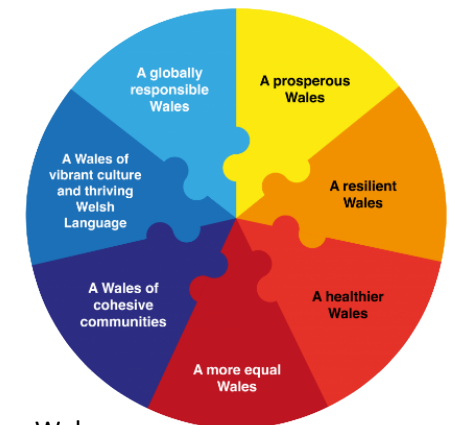 A globally
responsible
Wales
A prosperous
Wales
A Wales of
vibrant culture
and thriving
Welsh
Language
A resilient
Wales
A Wales of
cohesive
communities
A healthier
Wales
A more equal
Wales